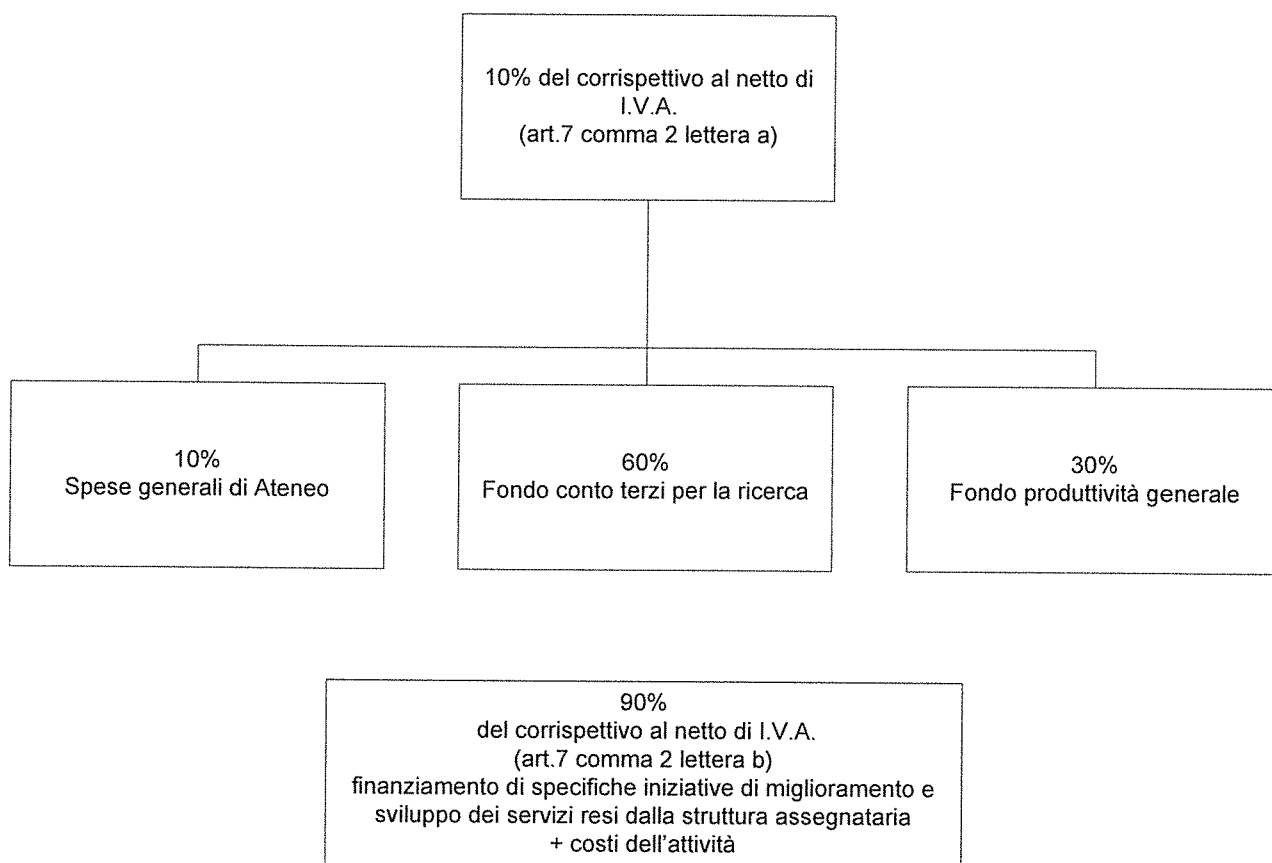 10% del corrispettivo al netto di
I.V.A.
(art.7 comma 2 lettera a)
10%
Spese generali di Ateneo
60%
Fondo conto terzi per la ricerca
30%
Fondo produttività generale
90%
del corrispettivo al netto di I.V.A.
(art.7 comma 2 lettera b)
finanziamento di specifiche iniziative di miglioramento e
sviluppo dei servizi resi dalla struttura assegnataria
+ costi dell'attività